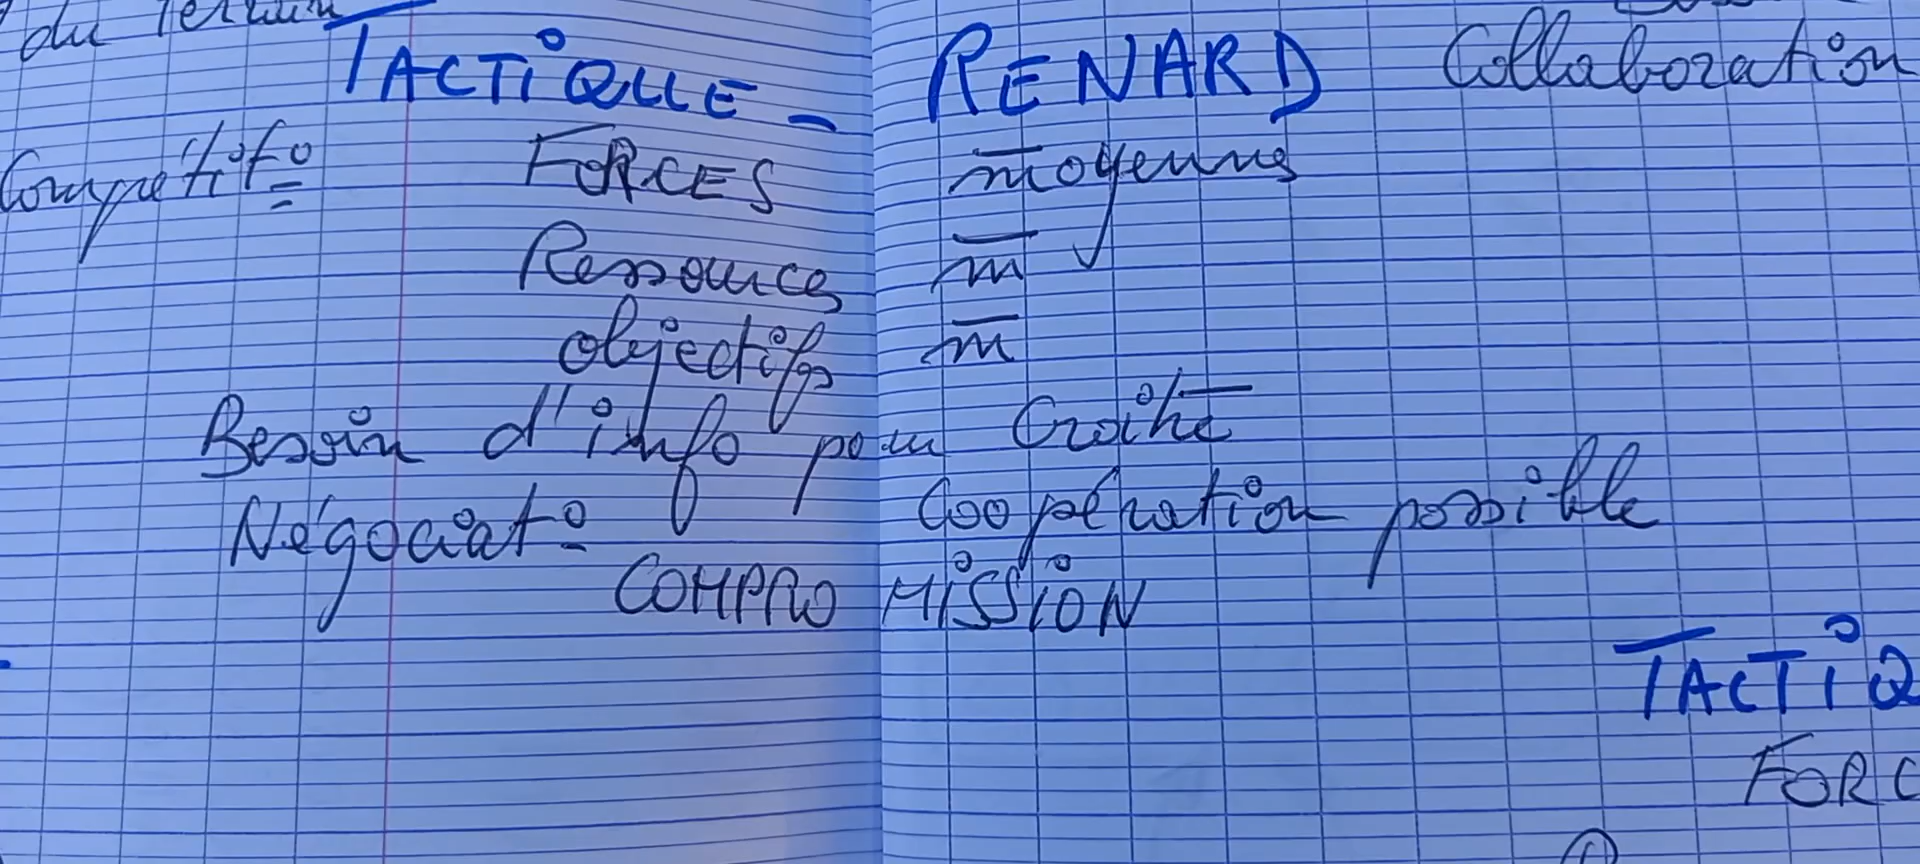 du Terrain
TACTIQUE - RENARD Collaboration
Compétit° FORCES moyennes
Ressources m
objectifs m
Besoin d'info pour Croître
Négociat° Coopération possible
COMPROMISSION
TACTIQ
FORC